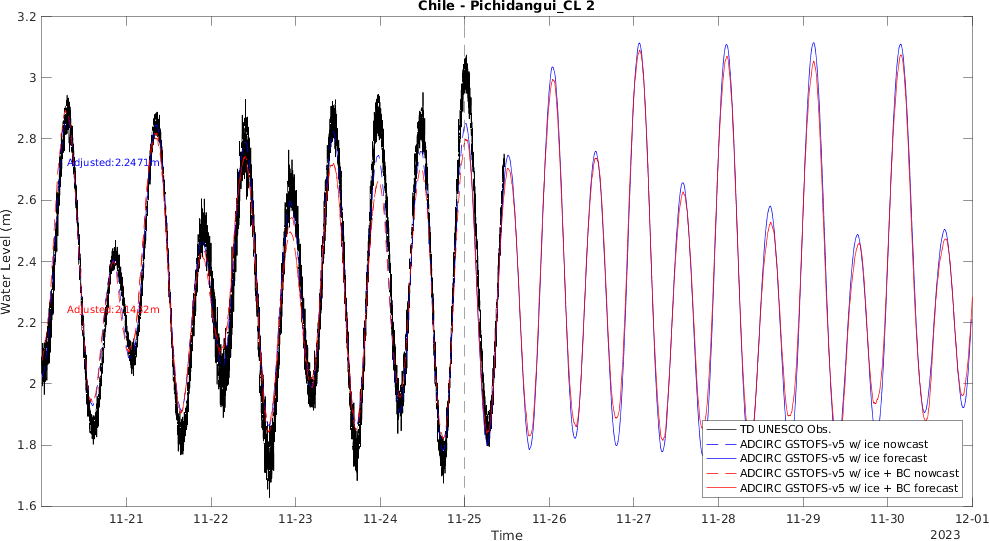 Chile - Pichidangui_CL 2
3.2
3
2.8
2.6
2.4
2.2
2
1.8
1.6
Water Level (m)
Adjusted:2.2471m
Adjusted:2.1432m
TD UNESCO Obs.
ADCIRC GSTOFS-v5 w/ ice nowcast
ADCIRC GSTOFS-v5 w/ ice forecast
ADCIRC GSTOFS-v5 w/ ice + BC nowcast
ADCIRC GSTOFS-v5 w/ ice + BC forecast
11-21 11-22 11-23 11-24 11-25 11-26 11-27 11-28 11-29 11-30 12-01
Time
2023